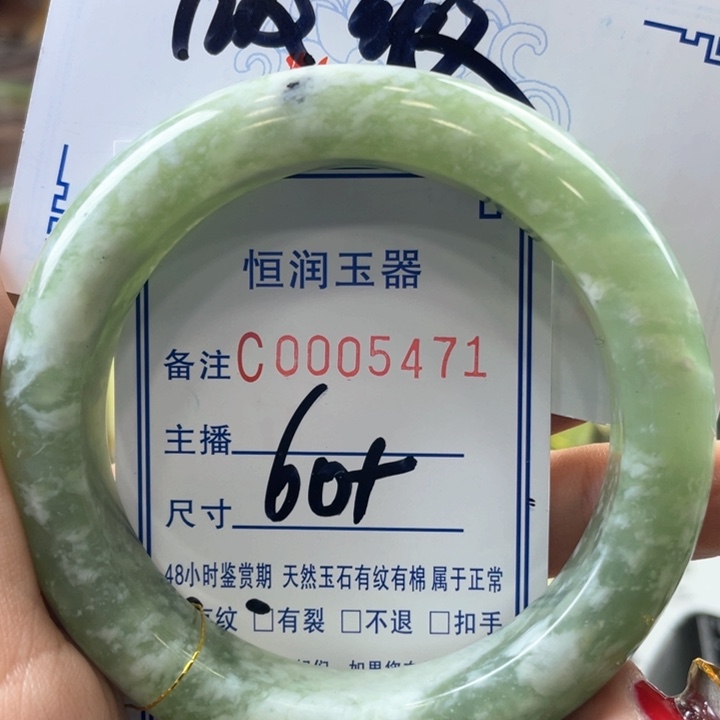 恒润玉器
备注C0005471
主播
尺寸 60+
48小时鉴赏期 天然玉石有纹有棉属于正常
纹 □有裂 □不退 □扣手